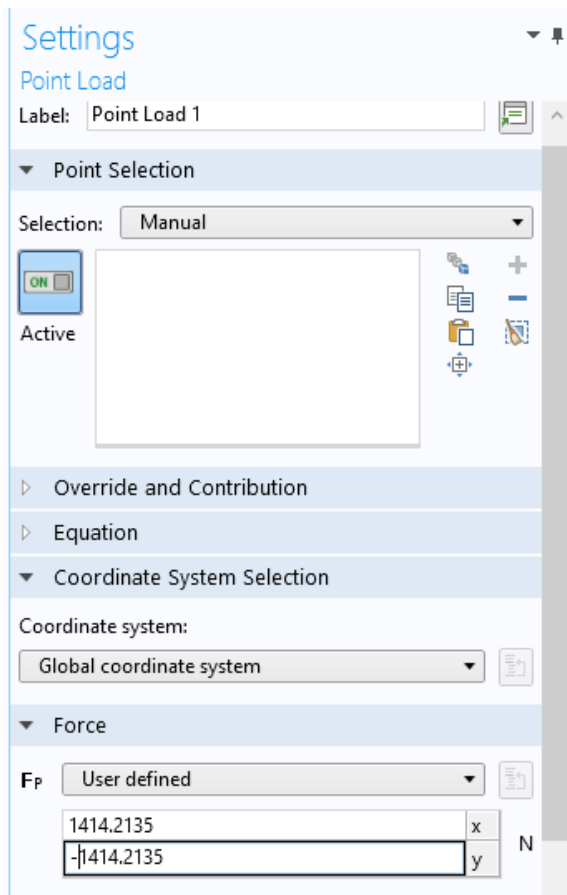 Settings
Point Load
Label: Point Load 1
Point Selection
Selection: Manual
ON
Active
Override and Contribution
Equation
Coordinate System Selection
Coordinate system:
Global coordinate system
Force
FP User defined
1414.2135 x
-1414.2135 y
N